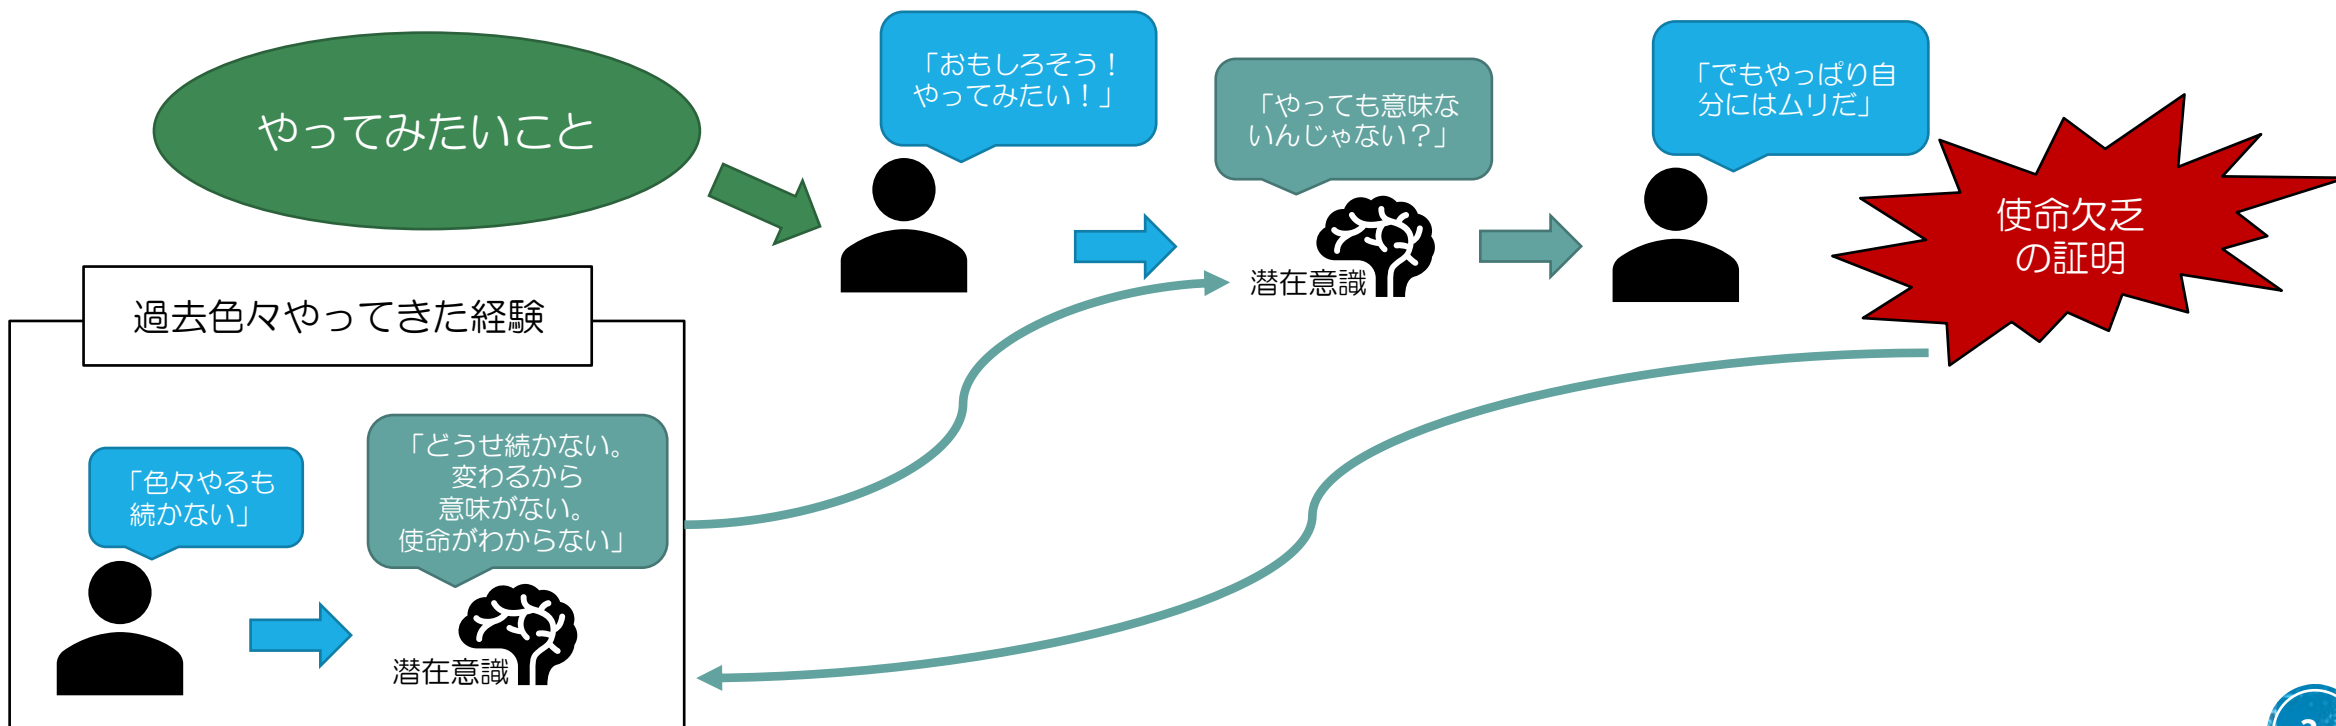 やってみたいこと
「おもしろそう！
やってみたい！」
「やっても意味な
いんじゃない？」
潜在意識
「でもやっぱり自
分にはムリだ」
使命欠乏
の証明
過去色々やってきた経験
「色々やるも
続かない」
「どうせ続かない。
変わるから
意味がない。
使命がわからない」
潜在意識